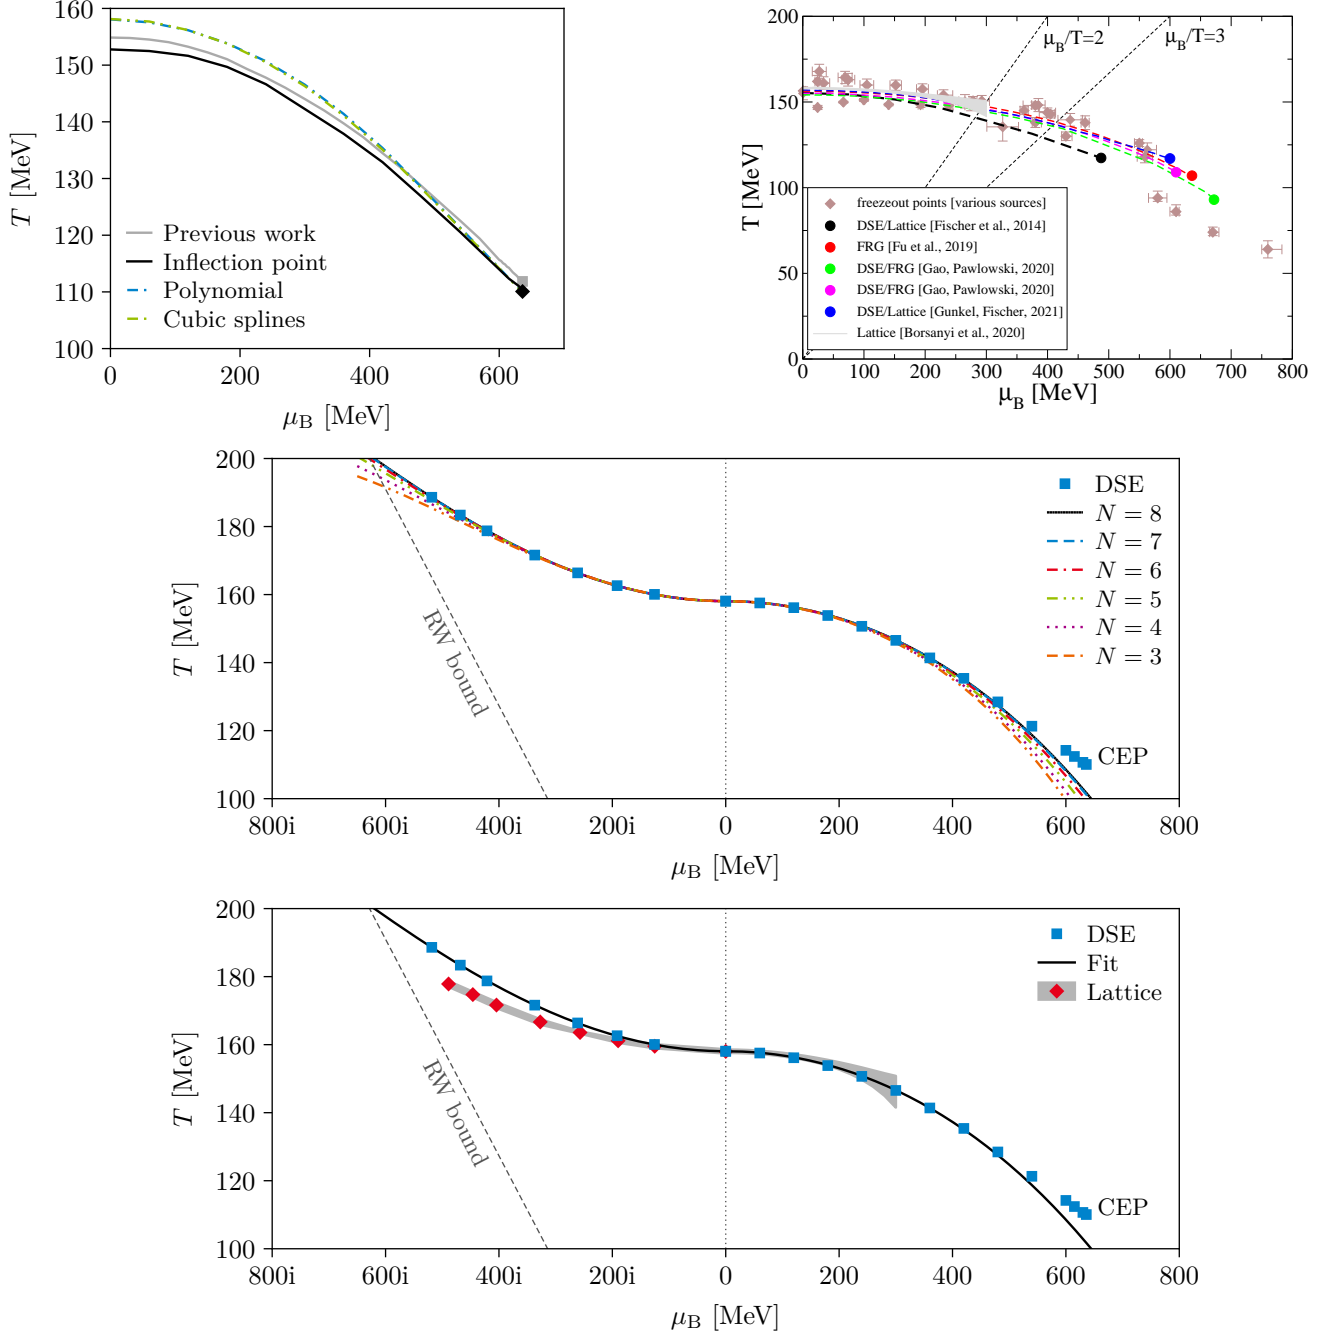 160
150
140
130
120
110
100
0
200
400
600
T [MeV]
μB [MeV]
Previous work
Inflection point
Polynomial
Cubic splines
200
150
100
50
0
0
100
200
300
400
500
600
700
800
T [MeV]
μB [MeV]
μB/T=2
μB/T=3
freezeout points [various sources]
DSE/Lattice [Fischer et al., 2014]
FRG [Fu et al., 2019]
DSE/FRG [Gao, Pawlowski, 2020]
DSE/FRG [Gao, Pawlowski, 2020]
DSE/Lattice [Gunkel, Fischer, 2021]
Lattice [Borsanyi et al., 2020]
200
180
160
140
120
100
800i
600i
400i
200i
0
200
400
600
800
T [MeV]
μB [MeV]
RW bound
CEP
DSE
N = 8
N = 7
N = 6
N = 5
N = 4
N = 3
200
180
160
140
120
100
800i
600i
400i
200i
0
200
400
600
800
T [MeV]
μB [MeV]
RW bound
CEP
DSE
Fit
Lattice